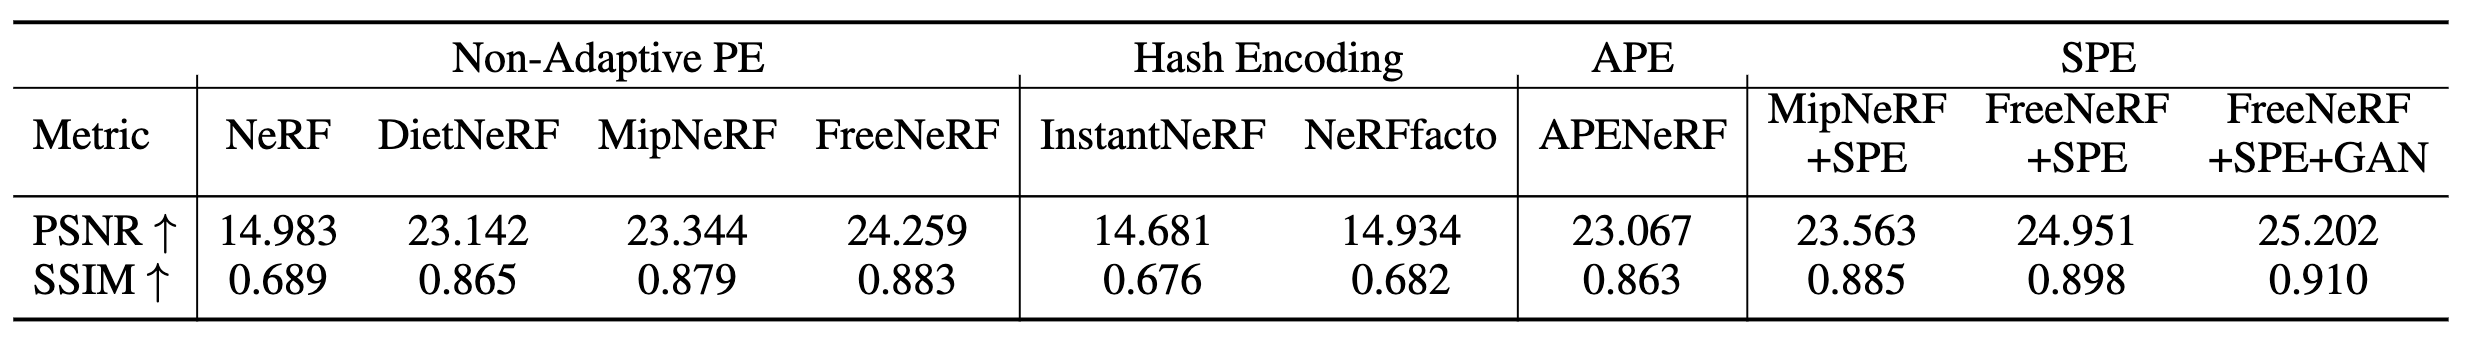 Non-Adaptive PE Hash Encoding APE SPE
Metric NeRF DietNeRF MipNeRF FreeNeRF InstantNeRF NeRFfacto APENeRF MipNeRF +SPE FreeNeRF +SPE FreeNeRF +SPE+GAN
PSNR ↑ 14.983 23.142 23.344 24.259 14.681 14.934 23.067 23.563 24.951 25.202
SSIM ↑ 0.689 0.865 0.879 0.883 0.676 0.682 0.863 0.885 0.898 0.910